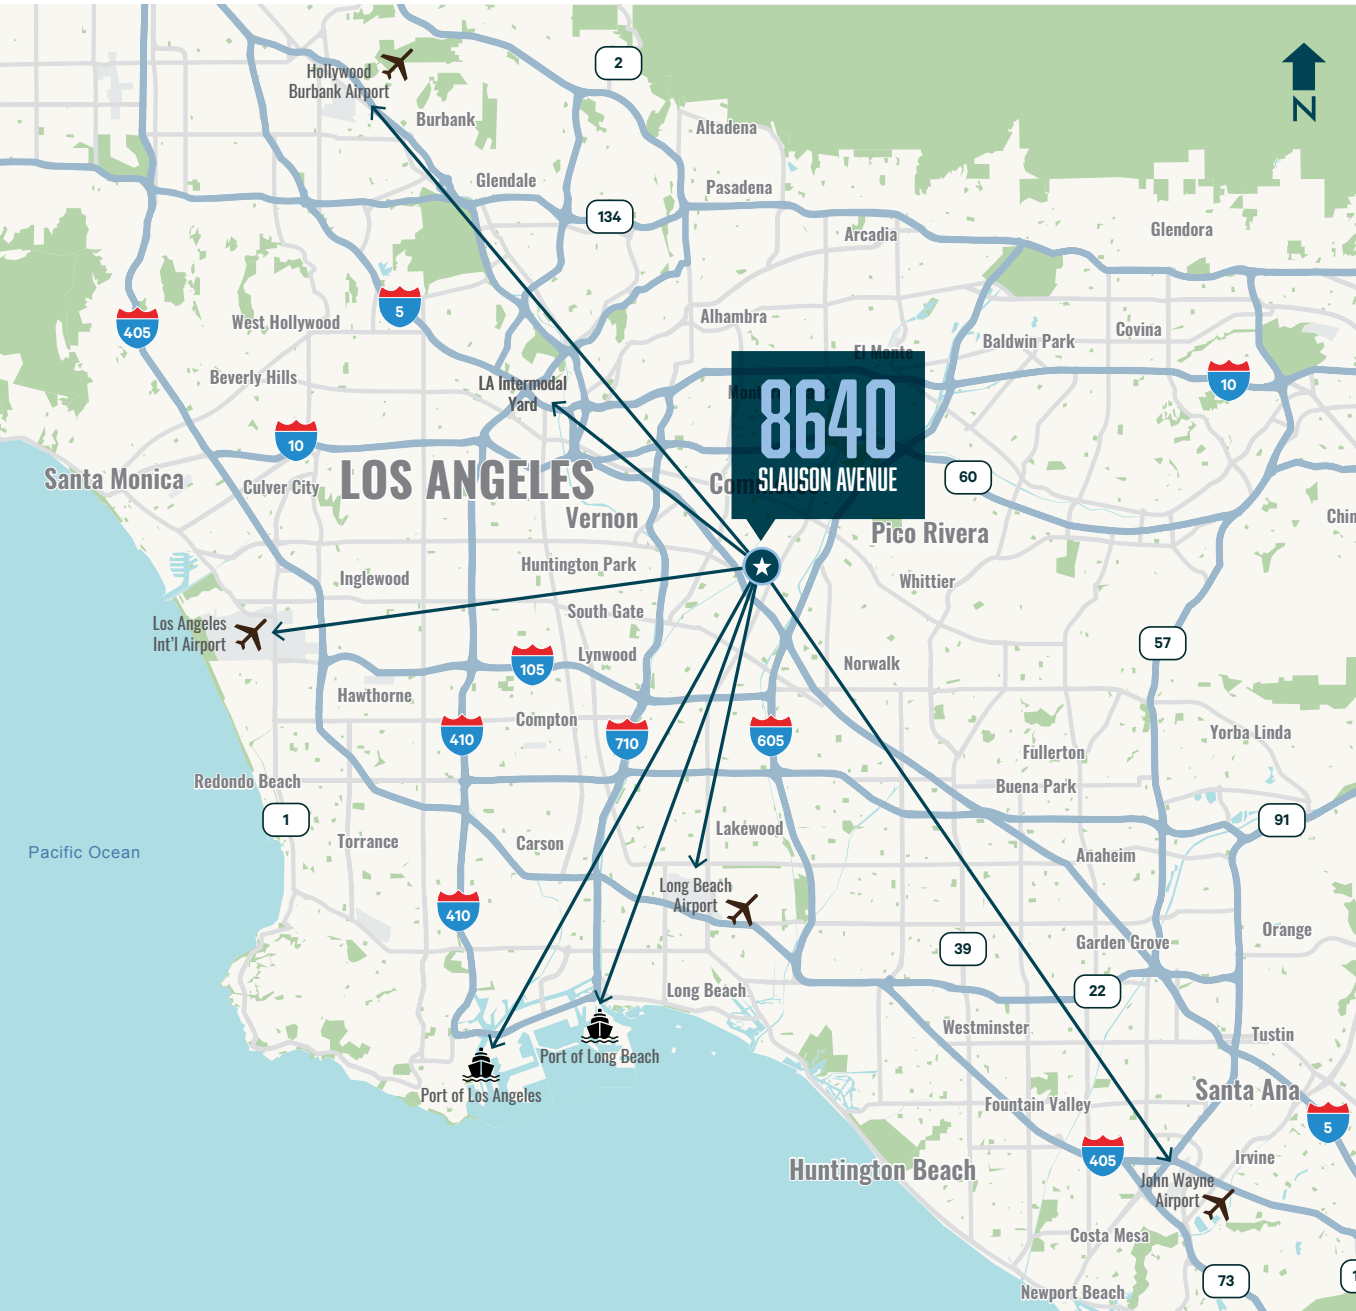 2
Hollywood
Burbank Airport
N
Burbank
Altadena
Glendale
Pasadena
134
Arcadia
Glendora
5
405
West Hollywood
Alhambra
Covina
Baldwin Park
El Monte
Beverly Hills
LA Intermodal
Yard
10
8640
SLAUSON AVENUE
10
Santa Monica
Culver City
LOS ANGELES
60
Vernon
Pico Rivera
Huntington Park
Inglewood
Whittier
South Gate
Los Angeles
Int'l Airport
Lynwood
105
Norwalk
57
Hawthorne
Compton
410
710
605
Yorba Linda
Fullerton
Redondo Beach
Buena Park
1
91
Torrance
Carson
Lakewood
Pacific Ocean
Anaheim
Long Beach
Airport
410
39
Garden Grove
Orange
Long Beach
22
Westminster
Tustin
Port of Long Beach
Port of Los Angeles
Santa Ana
Fountain Valley
5
405
Irvine
Huntington Beach
John Wayne
Airport
Costa Mesa
73
Newport Beach